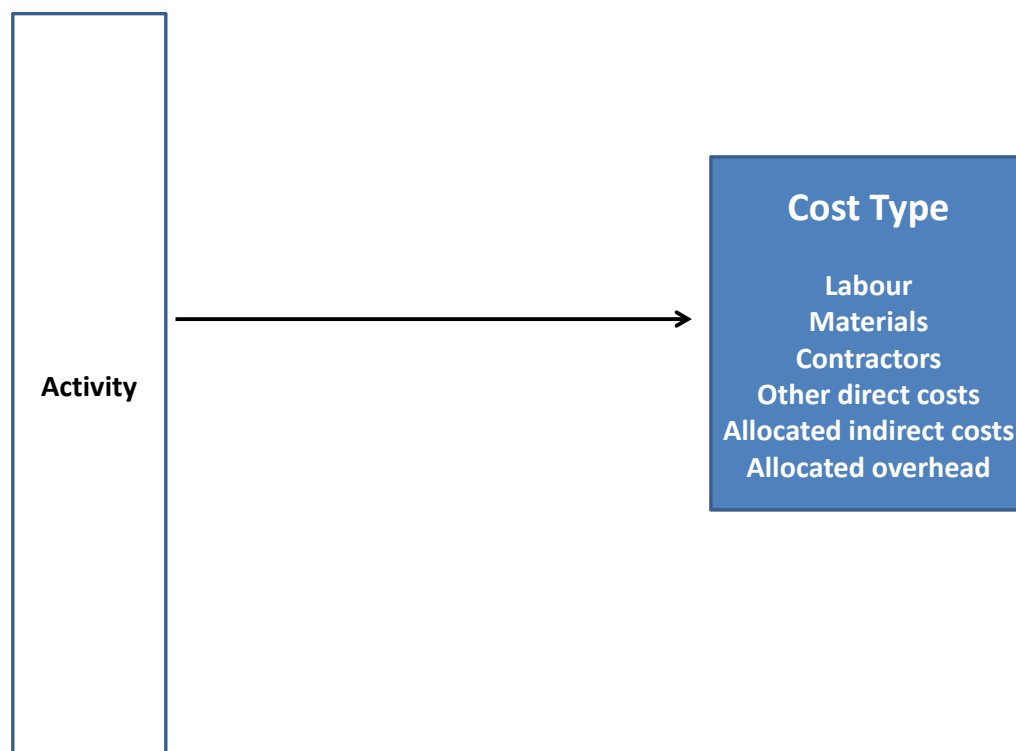 Activity
Cost Type
Labour
Materials
Contractors
Other direct costs
Allocated indirect costs
Allocated overhead